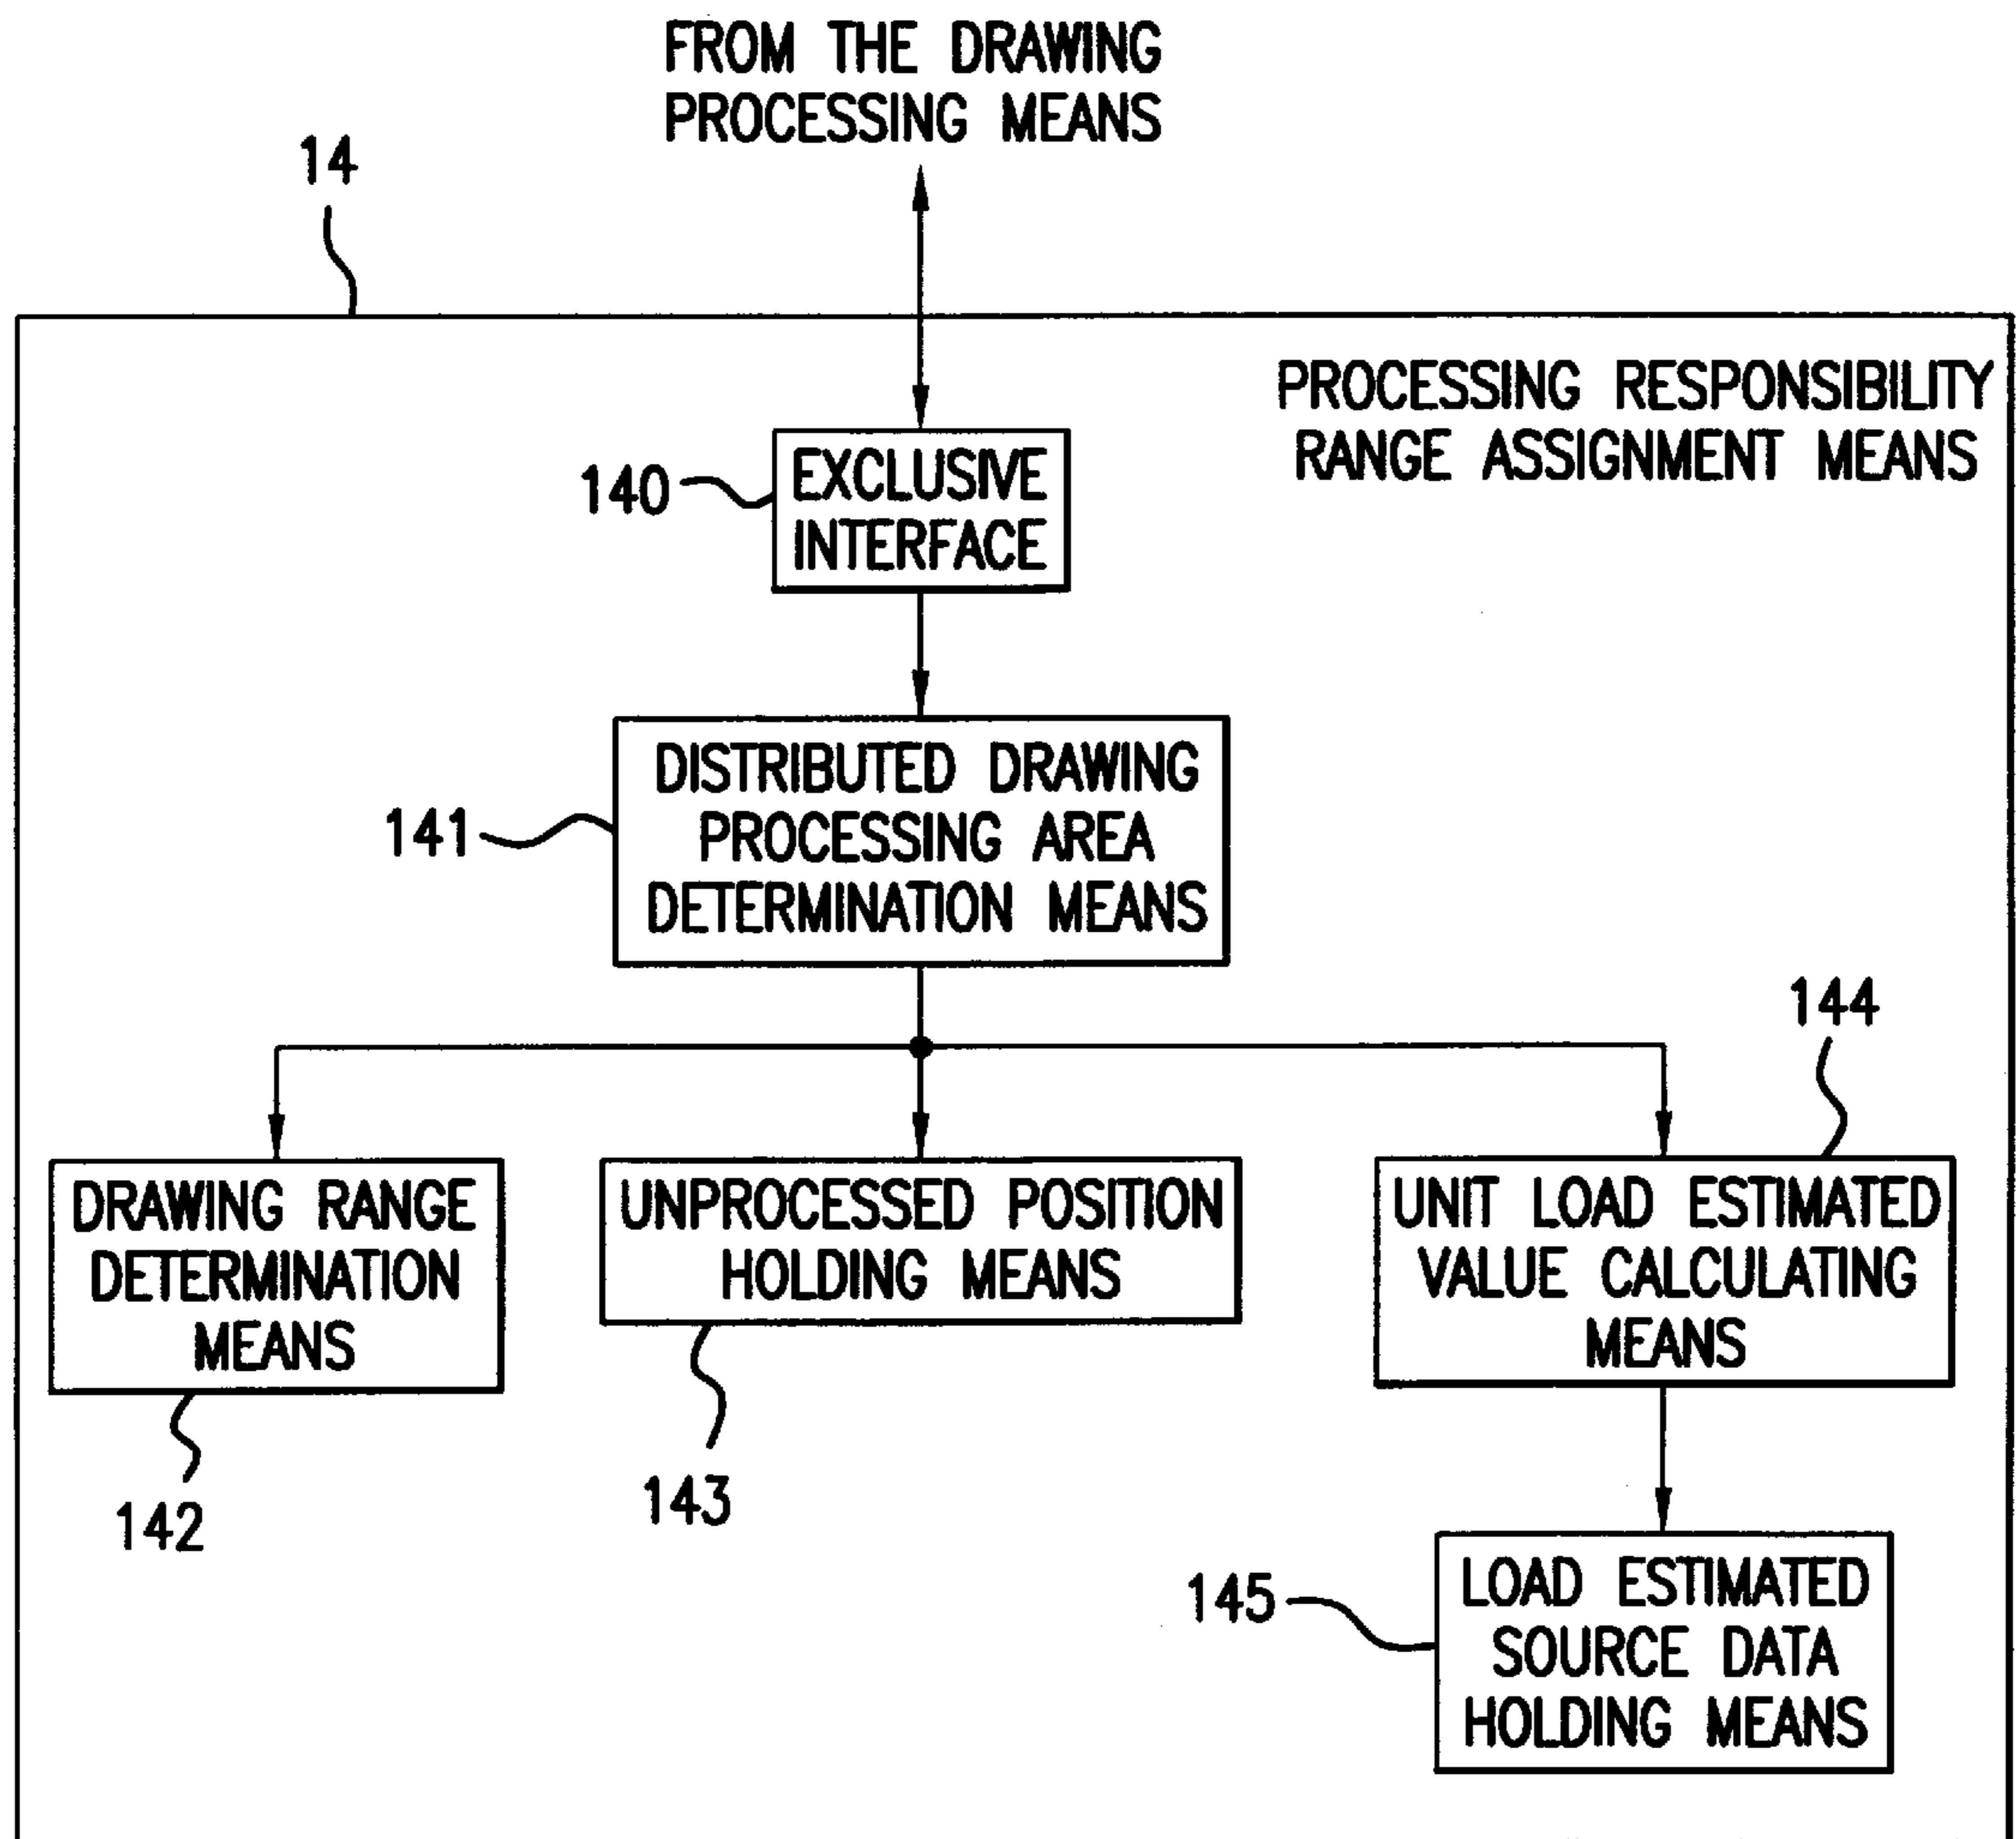 FROM THE DRAWING
PROCESSING MEANS
14
PROCESSING RESPONSIBILITY
RANGE ASSIGNMENT MEANS
140
EXCLUSIVE
INTERFACE
141
DISTRIBUTED DRAWING
PROCESSING AREA
DETERMINATION MEANS
144
DRAWING RANGE
DETERMINATION
MEANS
142
UNPROCESSED POSITION
HOLDING MEANS
143
UNIT LOAD ESTIMATED
VALUE CALCULATING
MEANS
145
LOAD ESTIMATED
SOURCE DATA
HOLDING MEANS